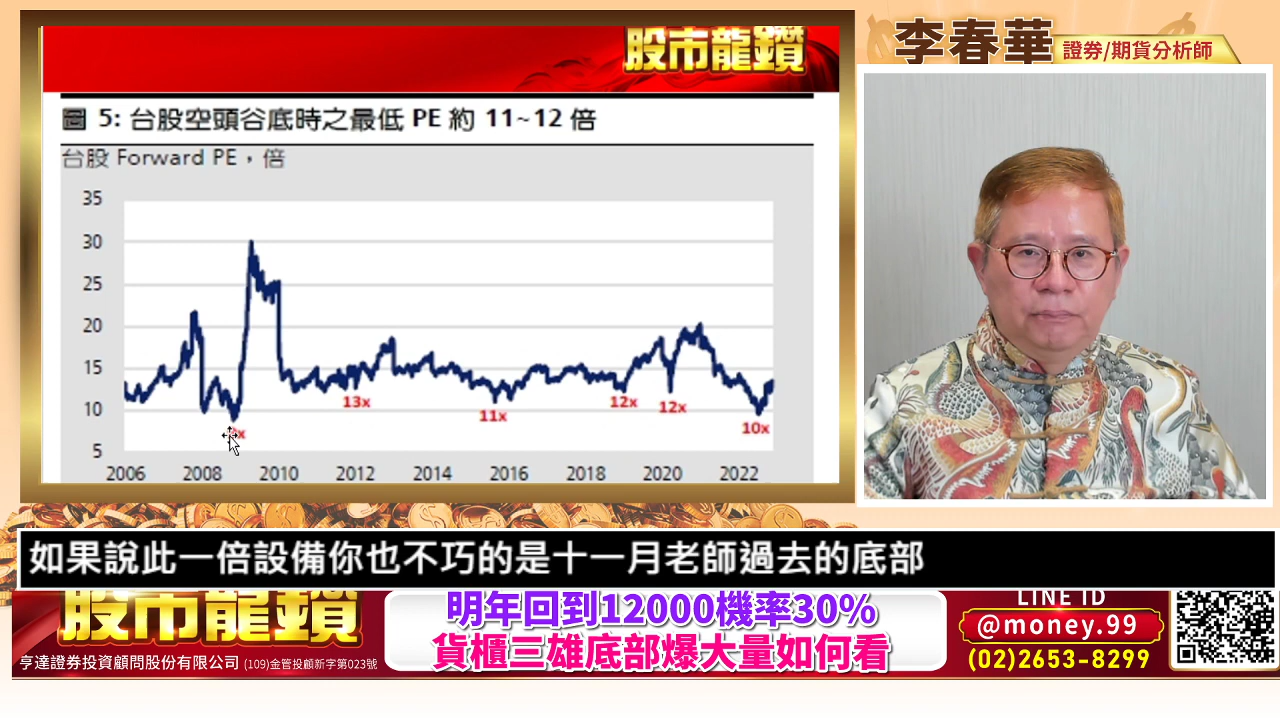 股市龍鑽
圖 5: 台股空頭谷底時之最低 PE 約 11~12 倍
台股 Forward PE，倍
35
30
25
20
15
10
5
13x
11x
12x
12x
10x
x
2006 2008 2010 2012 2014 2016 2018 2020 2022
李春華 證券/期貨分析師
如果說此一倍設備你也不巧的是十一月老師過去的底部
股市龍鑽
亨達證券投資顧問股份有限公司 (109)金管投顧新字第023號
明年回到12000機率30%
貨櫃三雄底部爆大量如何看
LINE ID
@money.99
(02)2653-8299